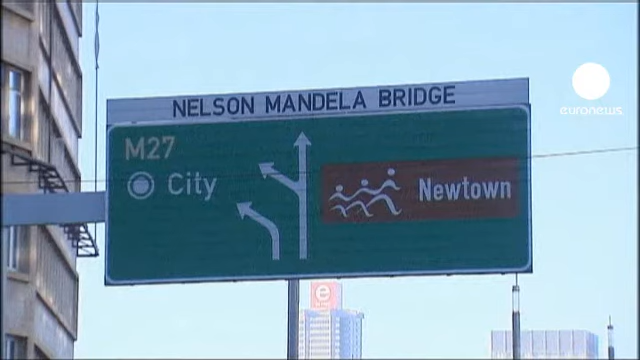 NELSON MANDELA BRIDGE
euronews
M27
City
Newtown
e